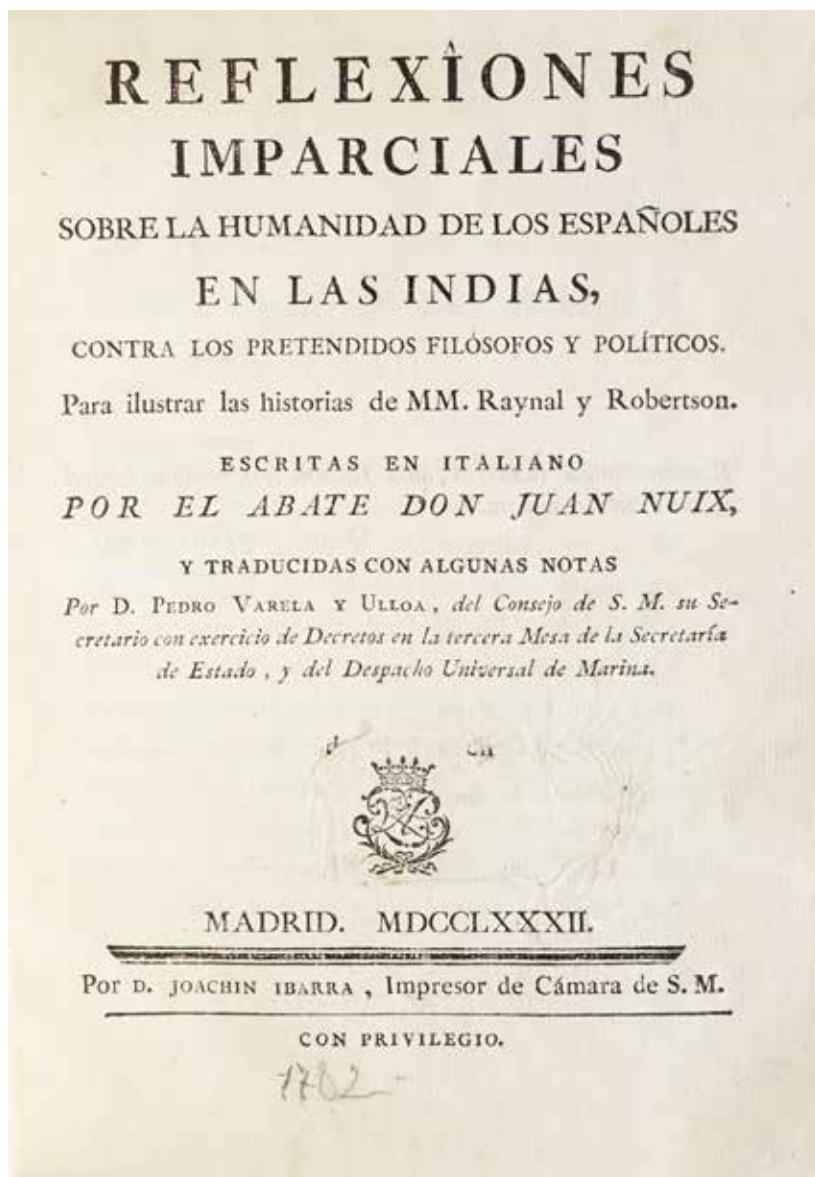 REFLEXÎONES
IMPARCIALES
SOBRE LA HUMANIDAD DE LOS ESPAÑOLES
EN LAS INDIAS,
CONTRA LOS PRETENDIDOS FILÓSOFOS Y POLÍTICOS.
Para ilustrar las historias de MM. Raynal y Robertson.
ESCRITAS EN ITALIANO
POR EL ABATE DON JUAN NUIX,
Y TRADUCIDAS CON ALGUNAS NOTAS
Por D. PEDRO VARELA Y ULLOA, del Consejo de S. M. su Se-
cretario con exercicio de Decretos en la tercera Mesa de la Secretaría
de Estado, y del Despacho Universal de Marina.
MADRID. MDCCLXXXII.
Por D. JOACHIN IBARRA, Impresor de Cámara de S. M.
CON PRIVILEGIO.
1782